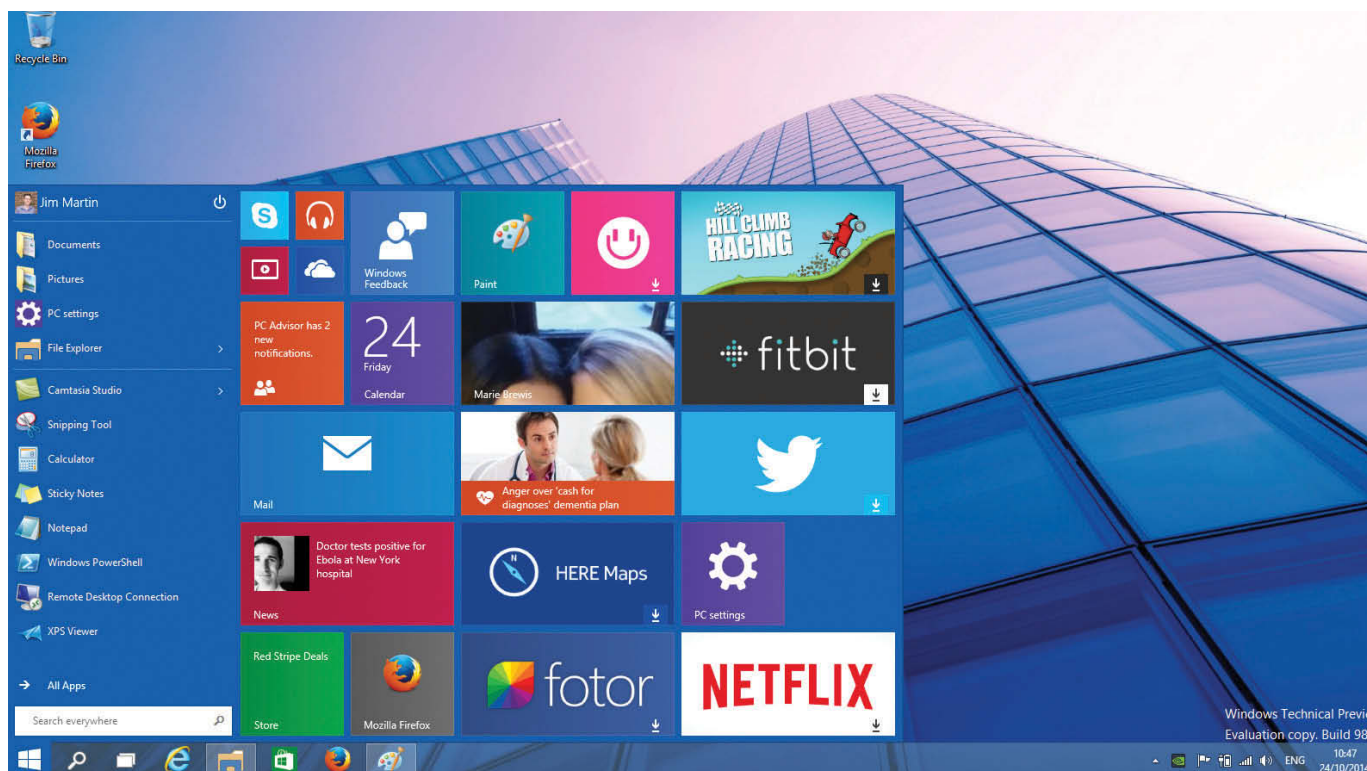 Recycle Bin
Mozilla
Firefox
Jim Martin
Documents
Pictures
PC settings
File Explorer
Camtasia Studio
Snipping Tool
Calculator
Sticky Notes
Notepad
Windows PowerShell
Remote Desktop Connection
XPS Viewer
All Apps
Search everywhere
S
Windows
Feedback
Paint
HILL CLIMB
RACING
PC Advisor has 2
new
notifications.
24
Friday
Calendar
Marie Brewis
fitbit
Mail
Anger over 'cash for
diagnoses' dementia plan
Doctor tests positive for
Ebola at New York
hospital
News
N
HERE Maps
PC settings
Red Stripe Deals
Store
Mozilla Firefox
fotor
NETFLIX
Windows Technical Previ
Evaluation copy. Build 98
ENG
10:47
24/10/201